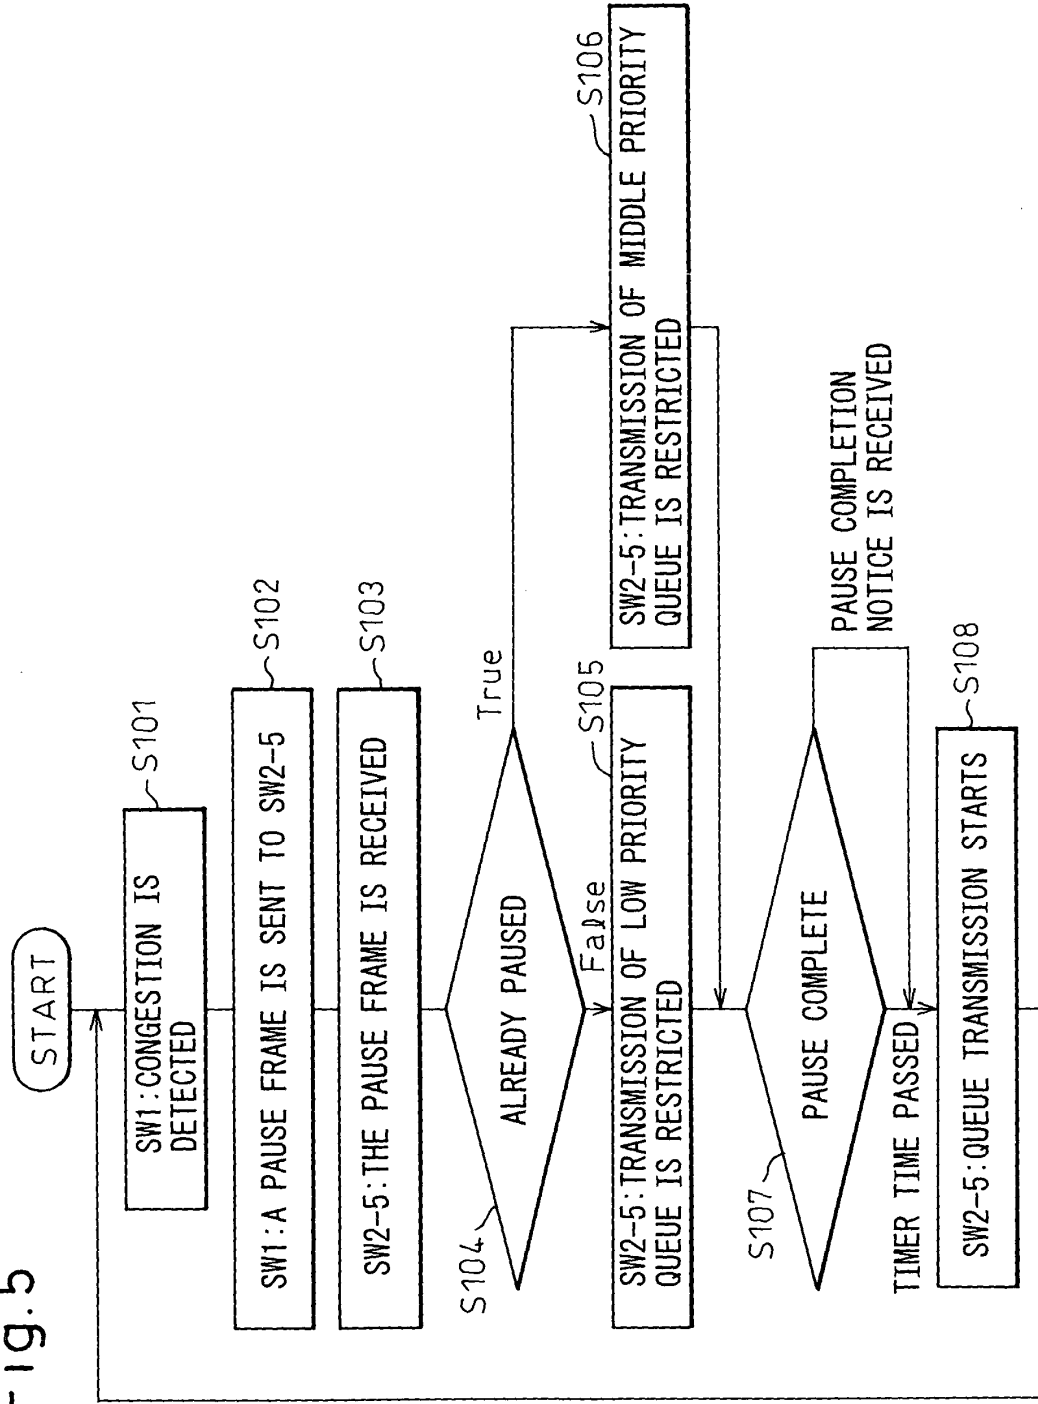 Fig.5
START
SW1:CONGESTION IS
DETECTED
S101
SW1:A PAUSE FRAME IS SENT TO SW2-5
S102
SW2-5:THE PAUSE FRAME IS RECEIVED
S103
ALREADY PAUSED
S104
True
False
SW2-5:TRANSMISSION OF LOW PRIORITY
QUEUE IS RESTRICTED
S105
SW2-5:TRANSMISSION OF MIDDLE PRIORITY
QUEUE IS RESTRICTED
S106
PAUSE COMPLETE
S107
PAUSE COMPLETION
NOTICE IS RECEIVED
TIMER TIME PASSED
SW2-5:QUEUE TRANSMISSION STARTS
S108